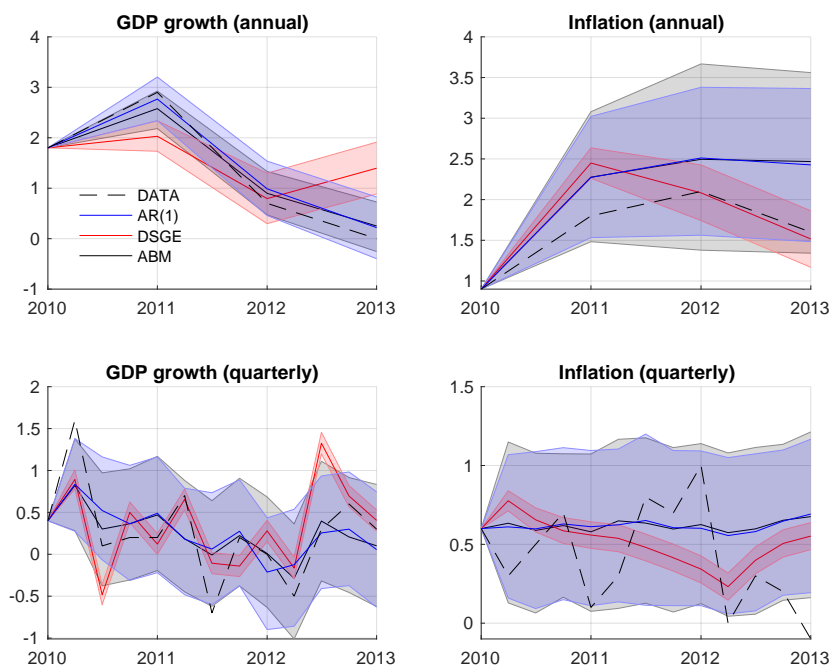 GDP growth (annual)
4
3
2
1
0
-1
2010 2011 2012 2013
DATA
AR(1)
DSGE
ABM
Inflation (annual)
4
3.5
3
2.5
2
1.5
1
2010 2011 2012 2013
GDP growth (quarterly)
2
1.5
1
0.5
0
-0.5
-1
2010 2011 2012 2013
Inflation (quarterly)
1.5
1
0.5
0
2010 2011 2012 2013